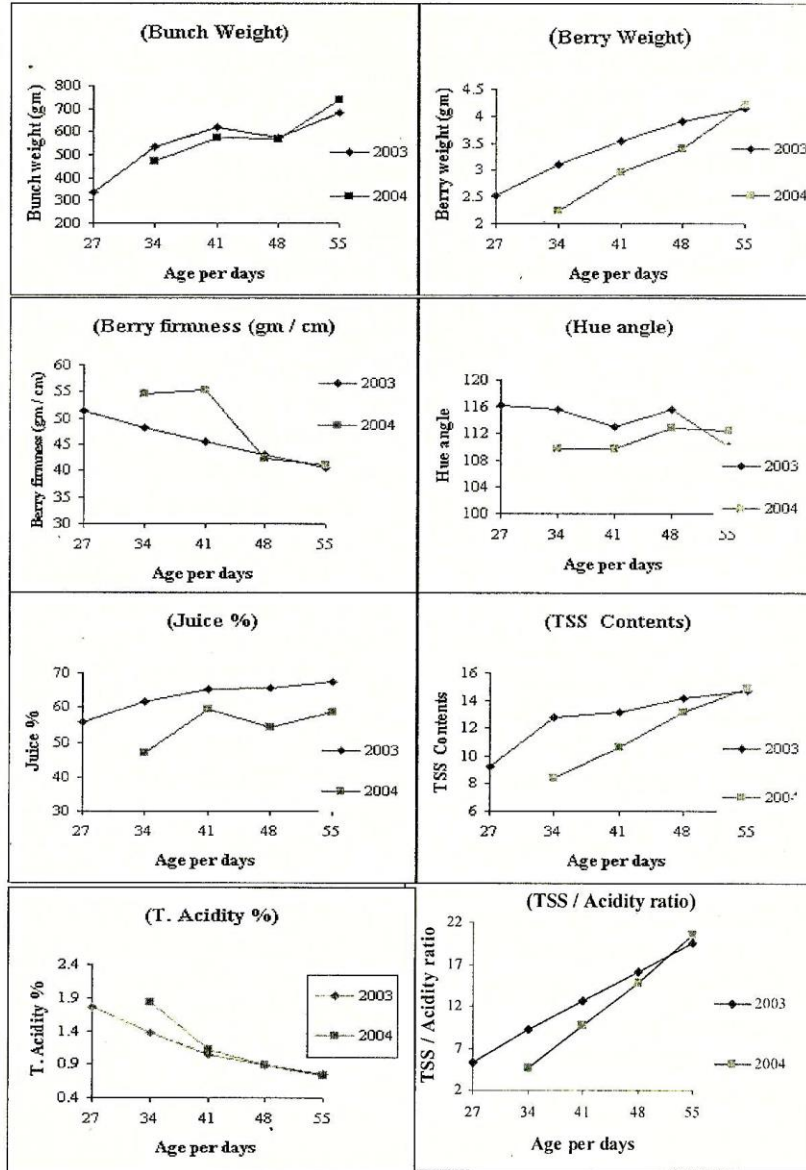 (Bunch Weight)
Bunch weight (gm)
800
700
600
500
400
300
200
27 34 41 48 55
Age per days
2003
2004
(Berry Weight)
Berry weight (gm)
4.5
4
3.5
3
2.5
2
27 34 41 48 55
Age per days
2003
2004
(Berry firmness (gm / cm)
Berry firmness (gm / cm)
60
55
50
45
40
35
30
27 34 41 48 55
Age per days
2003
2004
(Hue angle)
Hue angle
120
116
112
108
104
100
27 34 41 48 55
Age per days
2003
2004
(Juice %)
Juice %
70
60
50
40
30
27 34 41 48 55
Age per days
2003
2004
(TSS Contents)
TSS Contents
16
14
12
10
8
6
27 34 41 48 55
Age per days
2003
(T. Acidity %)
T. Acidity %
2.4
1.9
1.4
0.9
0.4
27 34 41 48 55
Age per days
2003
2004
(TSS / Acidity ratio)
TSS / Acidity ratio
22
17
12
7
2
27 34 41 48 55
Age per days
2003
2004